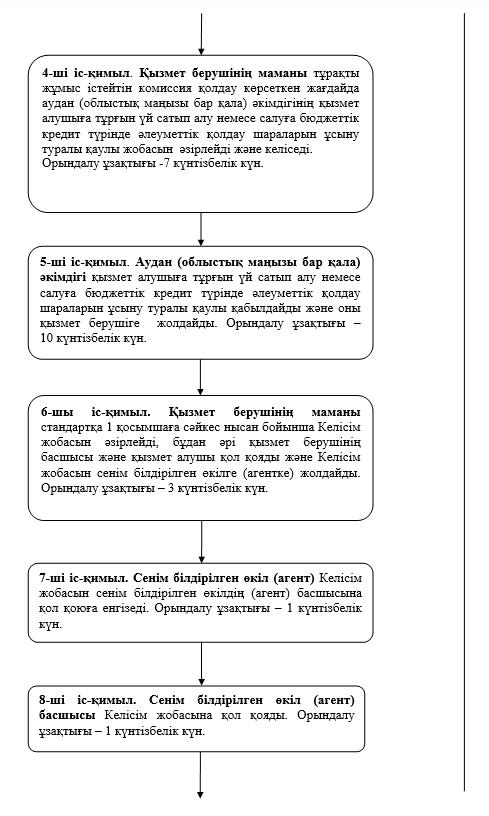 4-ші іс-қимыл. Қызмет берушінің маманы тұрақты
жұмыс істейтін комиссия қолдау көрсеткен жағдайда
аудан (облыстық маңызы бар қала) әкімдігінің қызмет
алушыға тұрғын үй сатып алу немесе салуға бюджеттік
кредит түрінде әлеуметтік қолдау шараларын ұсыну
туралы қаулы жобасын әзірлейді және келіседі.
Орындалу ұзақтығы -7 күнтізбелік күн.
5-ші іс-қимыл. Аудан (облыстық маңызы бар қала)
әкімдігі қызмет алушыға тұрғын үй сатып алу немесе
салуға бюджеттік кредит түрінде әлеуметтік қолдау
шараларын ұсыну туралы қаулы қабылдайды және оны
қызмет берушіге жолдайды. Орындалу ұзақтығы –
10 күнтізбелік күн.
6-шы іс-қимыл. Қызмет берушінің маманы
стандартқа 1 қосымшаға сәйкес нысан бойынша Келісім
жобасын әзірлейді, бұдан әрі қызмет берушінің
басшысы және қызмет алушы қол қояды және Келісім
жобасын сенім білдірілген өкілге (агентке) жолдайды.
Орындалу ұзақтығы – 3 күнтізбелік күн.
7-ші іс-қимыл. Сенім білдірілген өкіл (агент) Келісім
жобасын сенім білдірілген өкілдің (агент) басшысына
қол қоюға енгізеді. Орындалу ұзақтығы – 1 күнтізбелік
күн.
8-ші іс-қимыл. Сенім білдірілген өкіл (агент)
басшысы Келісім жобасына қол қояды. Орындалу
ұзақтығы – 1 күнтізбелік күн.